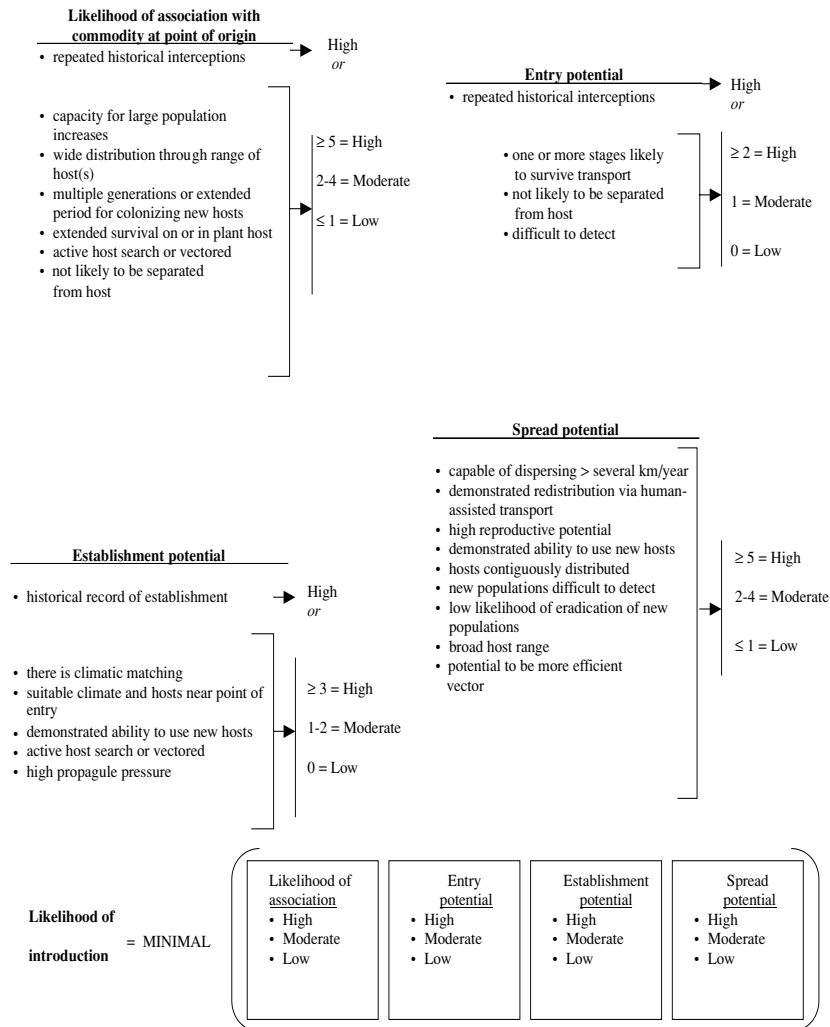 Likelihood of association with
commodity at point of origin
• repeated historical interceptions
High
or
• capacity for large population
increases
• wide distribution through range of
host(s)
• multiple generations or extended
period for colonizing new hosts
• extended survival on or in plant host
• active host search or vectored
• not likely to be separated
from host
≥ 5 = High
2-4 = Moderate
≤ 1 = Low
Entry potential
• repeated historical interceptions
High
or
• one or more stages likely
to survive transport
• not likely to be separated
from host
• difficult to detect
≥ 2 = High
1 = Moderate
0 = Low
Establishment potential
• historical record of establishment
High
or
• there is climatic matching
• suitable climate and hosts near point of
entry
• demonstrated ability to use new hosts
• active host search or vectored
• high propagule pressure
≥ 3 = High
1-2 = Moderate
0 = Low
Spread potential
• capable of dispersing > several km/year
• demonstrated redistribution via human-
assisted transport
• high reproductive potential
• demonstrated ability to use new hosts
• hosts contiguously distributed
• new populations difficult to detect
• low likelihood of eradication of new
populations
• broad host range
• potential to be more efficient
vector
≥ 5 = High
2-4 = Moderate
≤ 1 = Low
Likelihood of
introduction
= MINIMAL
Likelihood of
association
• High
• Moderate
• Low
Entry
potential
• High
• Moderate
• Low
Establishment
potential
• High
• Moderate
• Low
Spread
potential
• High
• Moderate
• Low